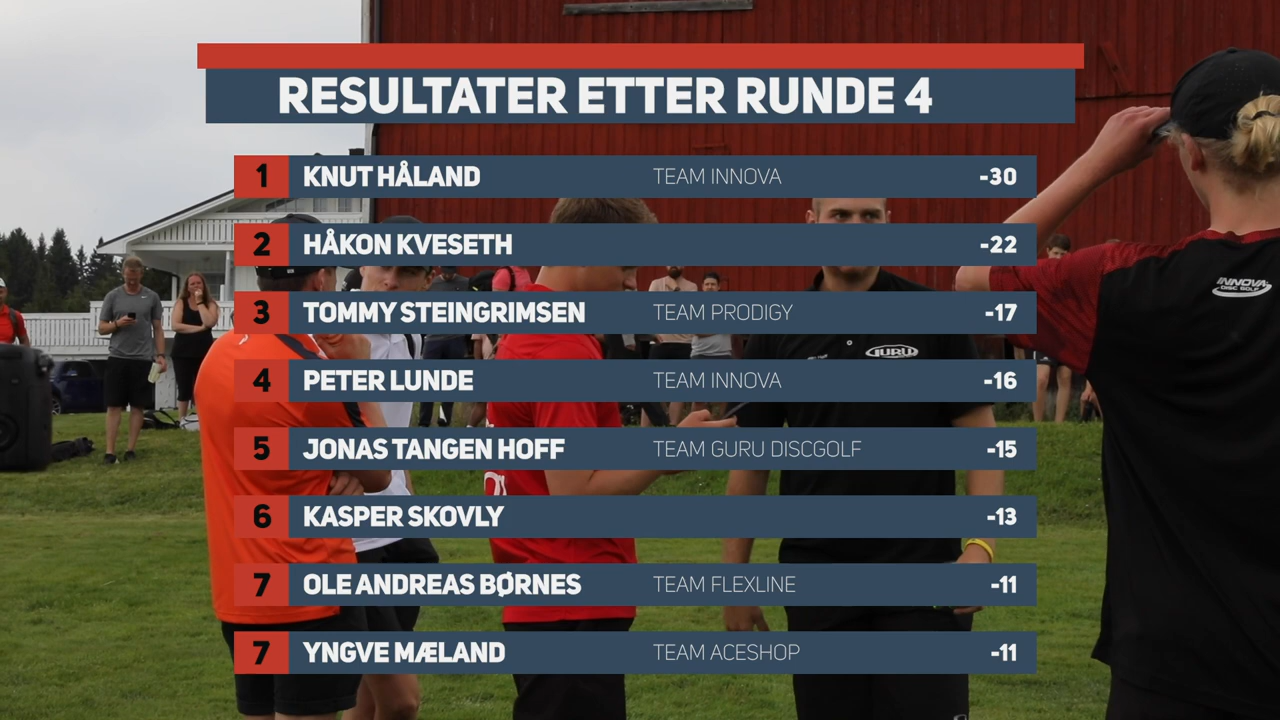 RESULTATER ETTER RUNDE 4
1 KNUT HÅLAND TEAM INNOVA -30
2 HÅKON KVESETH -22
3 TOMMY STEINGRIMSEN TEAM PRODIGY -17
4 PETER LUNDE TEAM INNOVA -16
5 JONAS TANGEN HOFF TEAM GURU DISCGOLF -15
6 KASPER SKOVLY -13
7 OLE ANDREAS BØRNES TEAM FLEXLINE -11
7 YNGVE MÆLAND TEAM ACESHOP -11
INNOVA
DISC GOLF
GURU